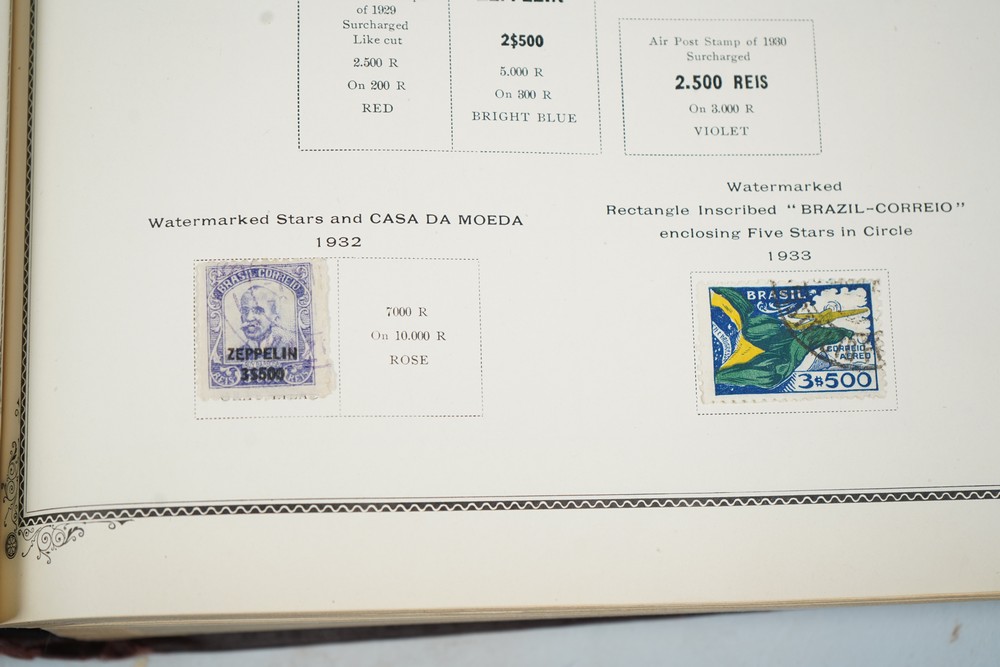 of 1929
Surcharged
Like cut
2.500 R
On 200 R
RED
ZEPPELIN
2$500
5.000 R
On 300 R
BRIGHT BLUE
Air Post Stamp of 1930
Surcharged
2.500 REIS
On 3.000 R
VIOLET
Watermarked Stars and CASA DA MOEDA
1932
BRASIL CORREIO
ZEPPELIN
3$500
7000 R
On 10.000 R
ROSE
Watermarked
Rectangle Inscribed "BRAZIL-CORREIO"
enclosing Five Stars in Circle
1933
BRASIL
CORREIO
AEREO
3$500